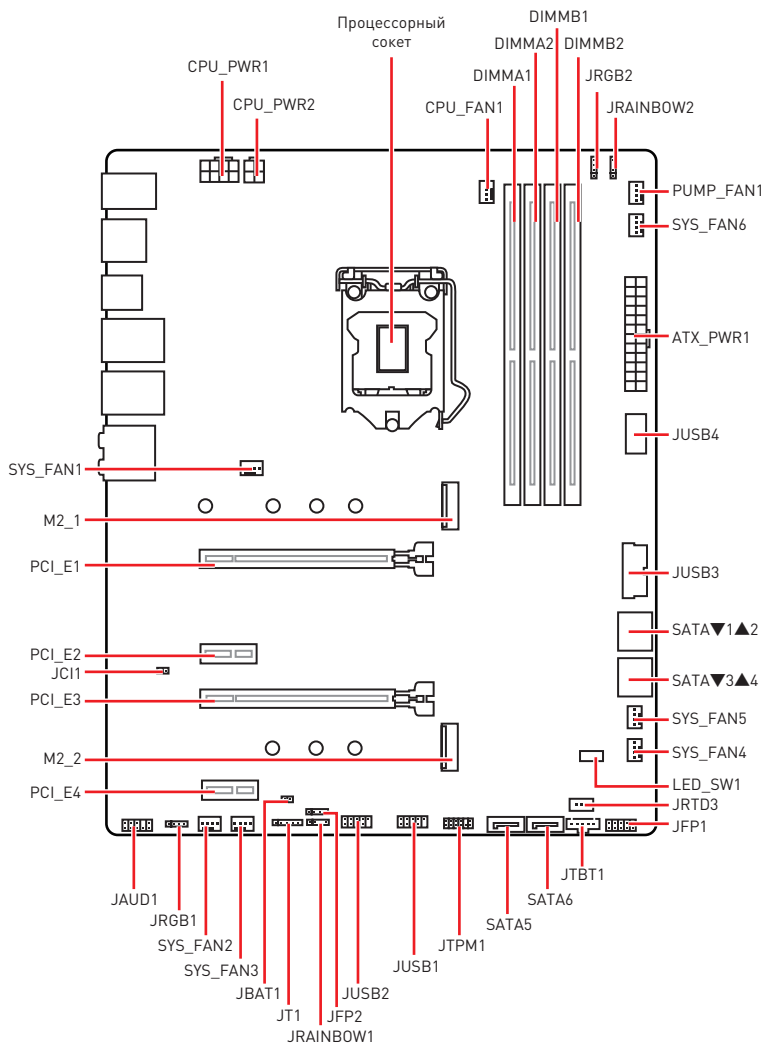 Процессорный
сокет
DIMMB1
DIMMA2
DIMMB2
DIMMA1
JRGB2
CPU_PWR1
CPU_PWR2
CPU_FAN1
JRAINBOW2
PUMP_FAN1
SYS_FAN6
ATX_PWR1
JUSB4
SYS_FAN1
M2_1
PCI_E1
JUSB3
SATA▼1▲2
PCI_E2
JCI1
SATA▼3▲4
PCI_E3
SYS_FAN5
M2_2
SYS_FAN4
LED_SW1
PCI_E4
JRTD3
JFP1
JTBT1
JAUD1
SATA6
JRGB1
SATA5
SYS_FAN2
JTPM1
SYS_FAN3
JUSB1
JBAT1
JUSB2
JT1
JFP2
JRAINBOW1